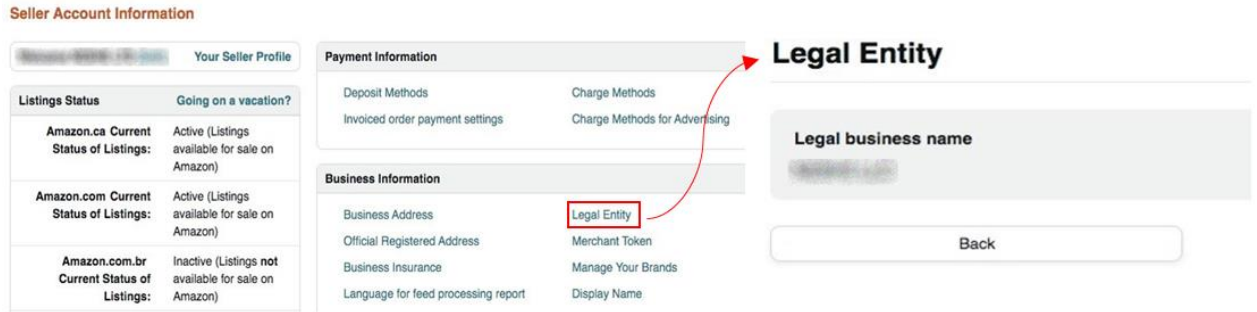 Seller Account Information
Your Seller Profile
Listings Status
Going on a vacation?
Amazon.ca Current
Status of Listings:
Active (Listings
available for sale on
Amazon)
Amazon.com Current
Status of Listings:
Active (Listings
available for sale on
Amazon)
Amazon.com.br
Current Status of
Listings:
Inactive (Listings not
available for sale on
Amazon)
Payment Information
Deposit Methods
Charge Methods
Invoiced order payment settings
Charge Methods for Advertising
Business Information
Business Address
Legal Entity
Official Registered Address
Merchant Token
Business Insurance
Manage Your Brands
Language for feed processing report
Display Name
Legal Entity
Legal business name
Back